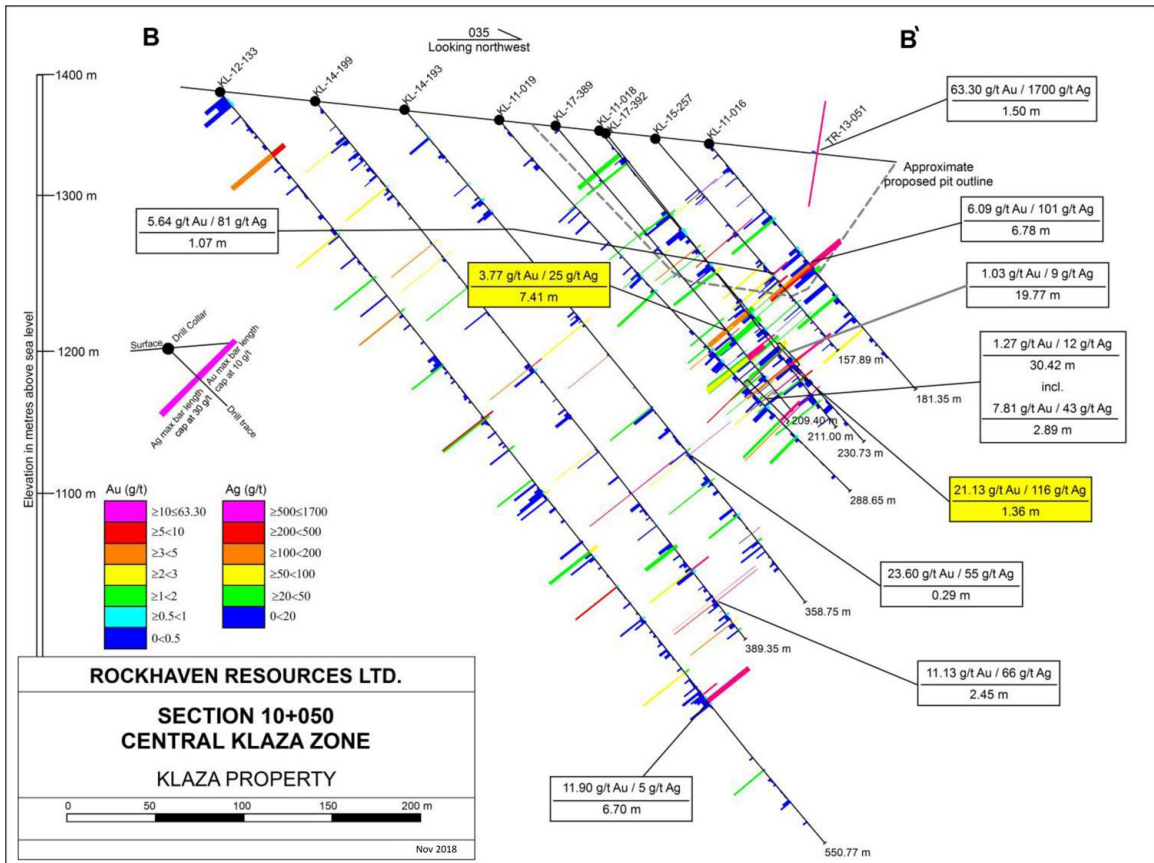 B
035
Looking northwest
B`
1400 m
1300 m
1200 m
1100 m
Elevation in metres above sea level
KL-12-133
KL-14-199
KL-14-193
KL-11-019
KL-17-389
KL-11-018
KL-17-392
KL-15-257
KL-11-016
TR-13-051
63.30 g/t Au / 1700 g/t Ag
1.50 m
Approximate
proposed pit outline
5.64 g/t Au / 81 g/t Ag
1.07 m
6.09 g/t Au / 101 g/t Ag
6.78 m
3.77 g/t Au / 25 g/t Ag
7.41 m
1.03 g/t Au / 9 g/t Ag
19.77 m
1.27 g/t Au / 12 g/t Ag
30.42 m
incl.
7.81 g/t Au / 43 g/t Ag
2.89 m
21.13 g/t Au / 116 g/t Ag
1.36 m
23.60 g/t Au / 55 g/t Ag
0.29 m
11.13 g/t Au / 66 g/t Ag
2.45 m
11.90 g/t Au / 5 g/t Ag
6.70 m
157.89 m
181.35 m
209.40 m
211.00 m
230.73 m
288.65 m
358.75 m
389.35 m
550.77 m
Surface
Drill Collar
Au max bar length
cap at 10 g/t
Ag max bar length
cap at 30 g/t
Drill trace
Au (g/t)
≥10≤63.30
≥5<10
≥3<5
≥2<3
≥1<2
≥0.5<1
0<0.5
Ag (g/t)
≥500≤1700
≥200<500
≥100<200
≥50<100
≥20<50
0<20
ROCKHAVEN RESOURCES LTD.
SECTION 10+050
CENTRAL KLAZA ZONE
KLAZA PROPERTY
0 50 100 150 200 m
Nov 2018